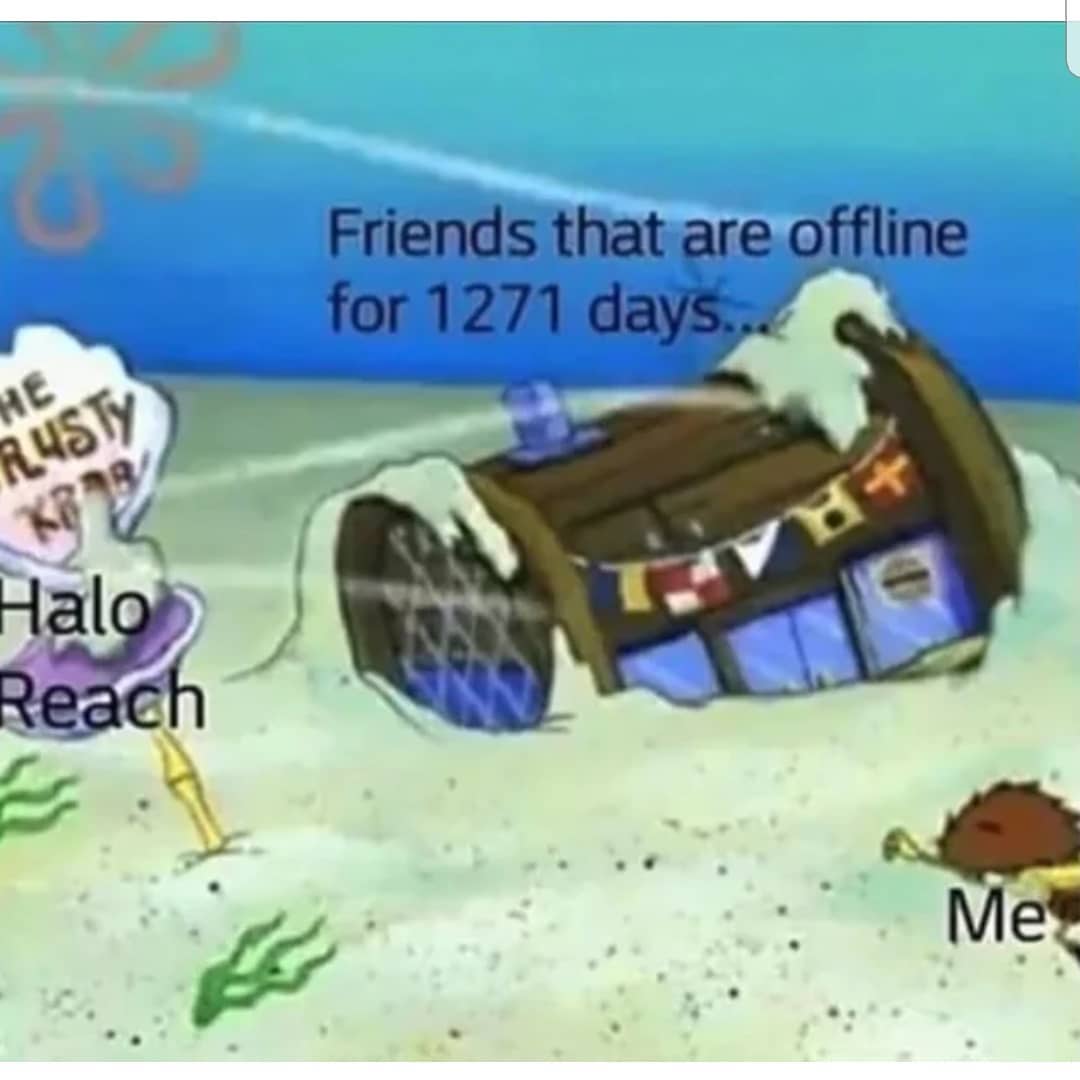 Friends that are offline
for 1271 days...
HE
RUSTY
Halo
Reach
Me